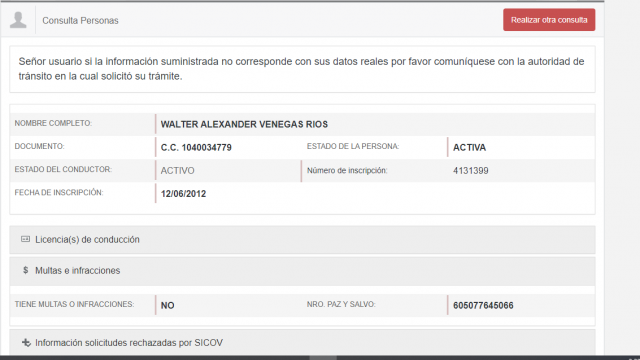 Consulta Personas
Realizar otra consulta
Señor usuario si la información suministrada no corresponde con sus datos reales por favor comuníquese con la autoridad de
tránsito en la cual solicitó su trámite.
NOMBRE COMPLETO: WALTER ALEXANDER VENEGAS RIOS
DOCUMENTO: C.C. 1040034779 ESTADO DE LA PERSONA: ACTIVA
ESTADO DEL CONDUCTOR: ACTIVO Número de inscripción: 4131399
FECHA DE INSCRIPCIÓN: 12/06/2012
Licencia(s) de conducción
$ Multas e infracciones
TIENE MULTAS O INFRACCIONES: NO NRO. PAZ Y SALVO: 605077645066
Información solicitudes rechazadas por SICOV